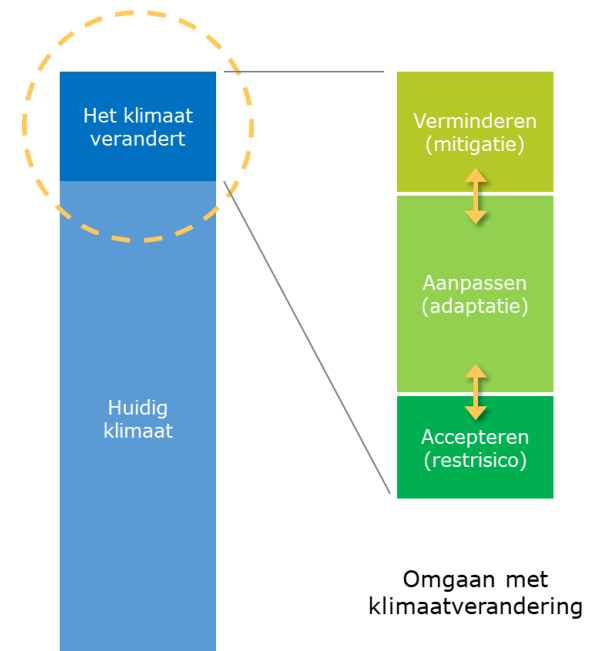 Het klimaat
verandert
Huidig
klimaat
Verminderen
(mitigatie)
Aanpassen
(adaptatie)
Accepteren
(restrisico)
Omgaan met
klimaatverandering